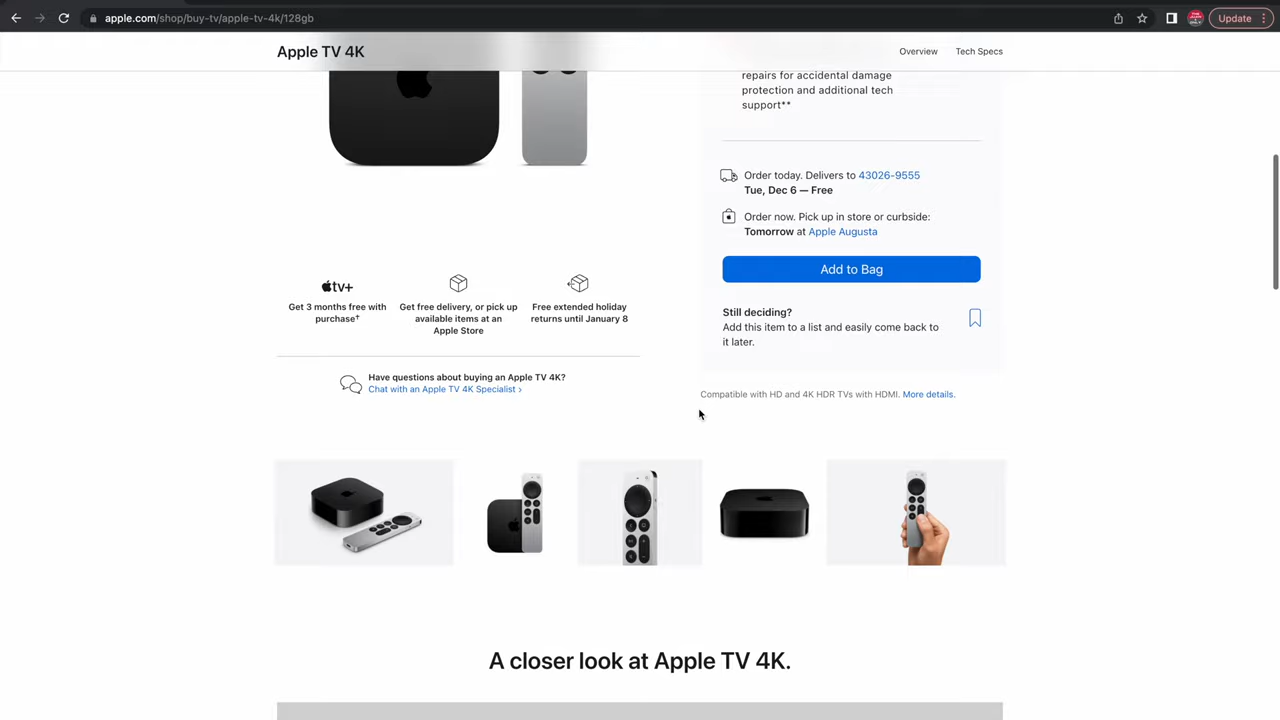 apple.com/shop/buy-tv/apple-tv-4k/128gb
Update
Apple TV 4K
Overview
Tech Specs
repairs for accidental damage
protection and additional tech
support**
Order today. Delivers to 43026-9555
Tue, Dec 6 — Free
Order now. Pick up in store or curbside:
Tomorrow at Apple Augusta
Add to Bag
Still deciding?
Add this item to a list and easily come back to
it later.
Compatible with HD and 4K HDR TVs with HDMI. More details.
tv+
Get 3 months free with
purchase†
Get free delivery, or pick up
available items at an
Apple Store
Free extended holiday
returns until January 8
Have questions about buying an Apple TV 4K?
Chat with an Apple TV 4K Specialist >
A closer look at Apple TV 4K.